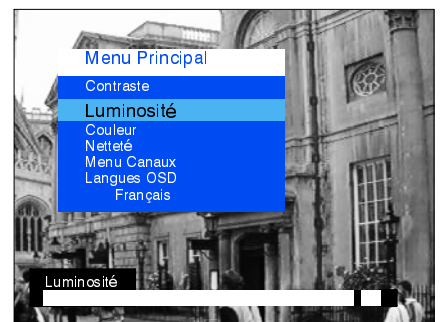 Menu Principal
Contraste
Luminosité
Couleur
Netteté
Menu Canaux
Langues OSD
Français
Luminosité